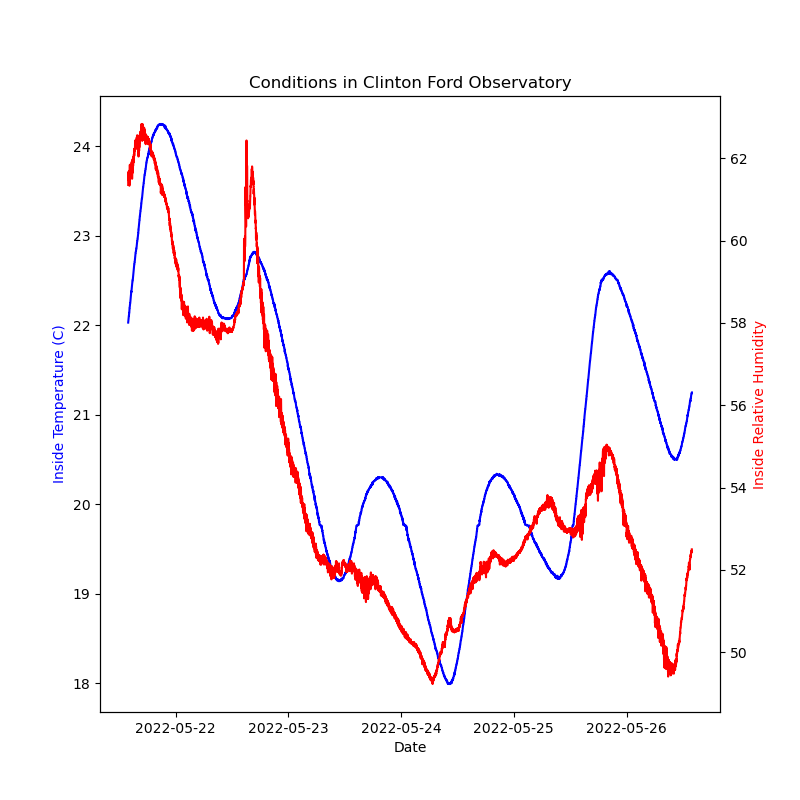 Conditions in Clinton Ford Observatory
Inside Temperature (C)
24
23
22
21
20
19
18
62
60
58
56
54
52
50
Inside Relative Humidity
2022-05-22 2022-05-23 2022-05-24 2022-05-25 2022-05-26
Date